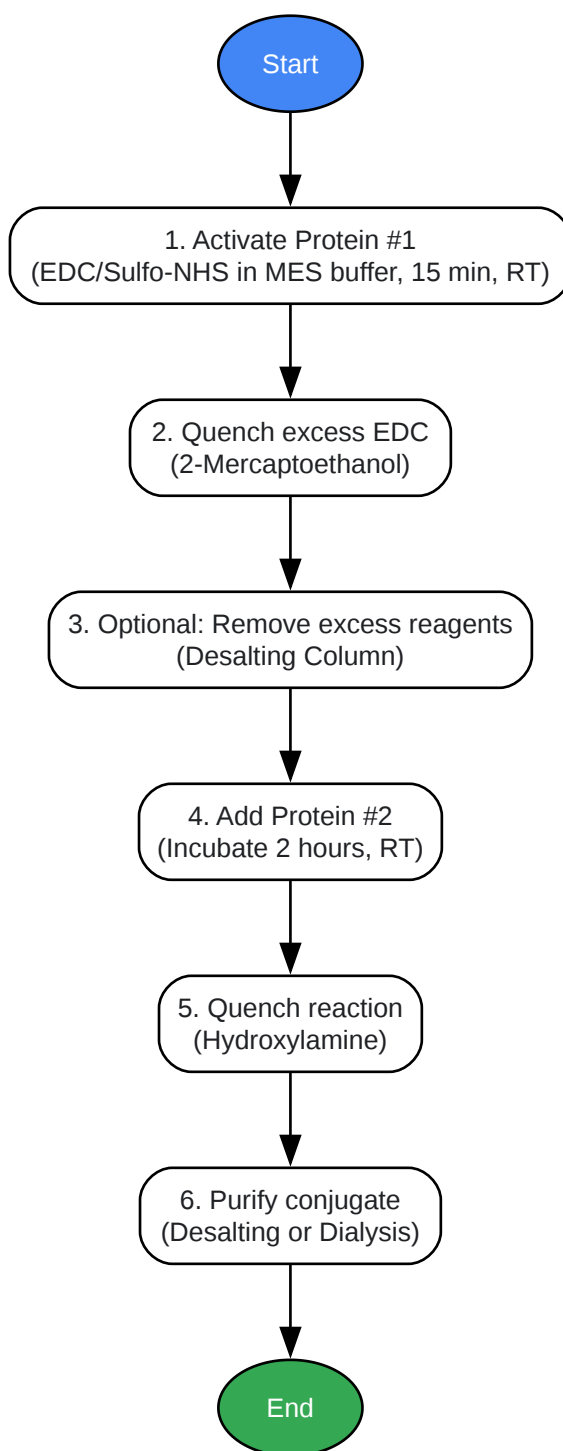 Start
1. Activate Protein #1
(EDC/Sulfo-NHS in MES buffer, 15 min, RT)
2. Quench excess EDC
(2-Mercaptoethanol)
3. Optional: Remove excess reagents
(Desalting Column)
4. Add Protein #2
(Incubate 2 hours, RT)
5. Quench reaction
(Hydroxylamine)
6. Purify conjugate
(Desalting or Dialysis)
End